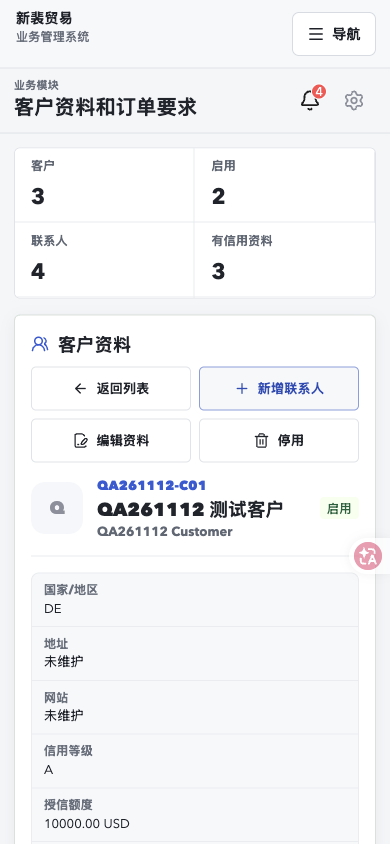 新裴贸易
业务管理系统
导航
业务模块
客户资料和订单要求
4
客户
启用
3
2
联系人
有信用资料
4
3
客户资料
返回列表
新增联系人
编辑资料
停用
Q
QA261112-C01
QA261112 测试客户
启用
QA261112 Customer
国家/地区
DE
地址
未维护
网站
未维护
信用等级
A
授信额度
10000.00 USD